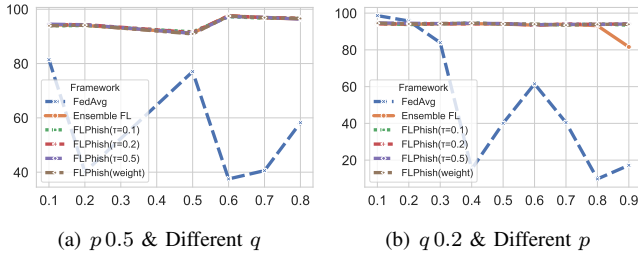 100
80
60
40
Framework
FedAvg
Ensemble FL
FLPhish(τ=0.1)
FLPhish(τ=0.2)
FLPhish(τ=0.5)
FLPhish(weight)
0.1 0.2 0.3 0.4 0.5 0.6 0.7 0.8
(a) p 0.5 & Different q
100
80
60
40
20
Framework
FedAvg
Ensemble FL
FLPhish(τ=0.1)
FLPhish(τ=0.2)
FLPhish(τ=0.5)
FLPhish(weight)
0.1 0.2 0.3 0.4 0.5 0.6 0.7 0.8 0.9
(b) q 0.2 & Different p